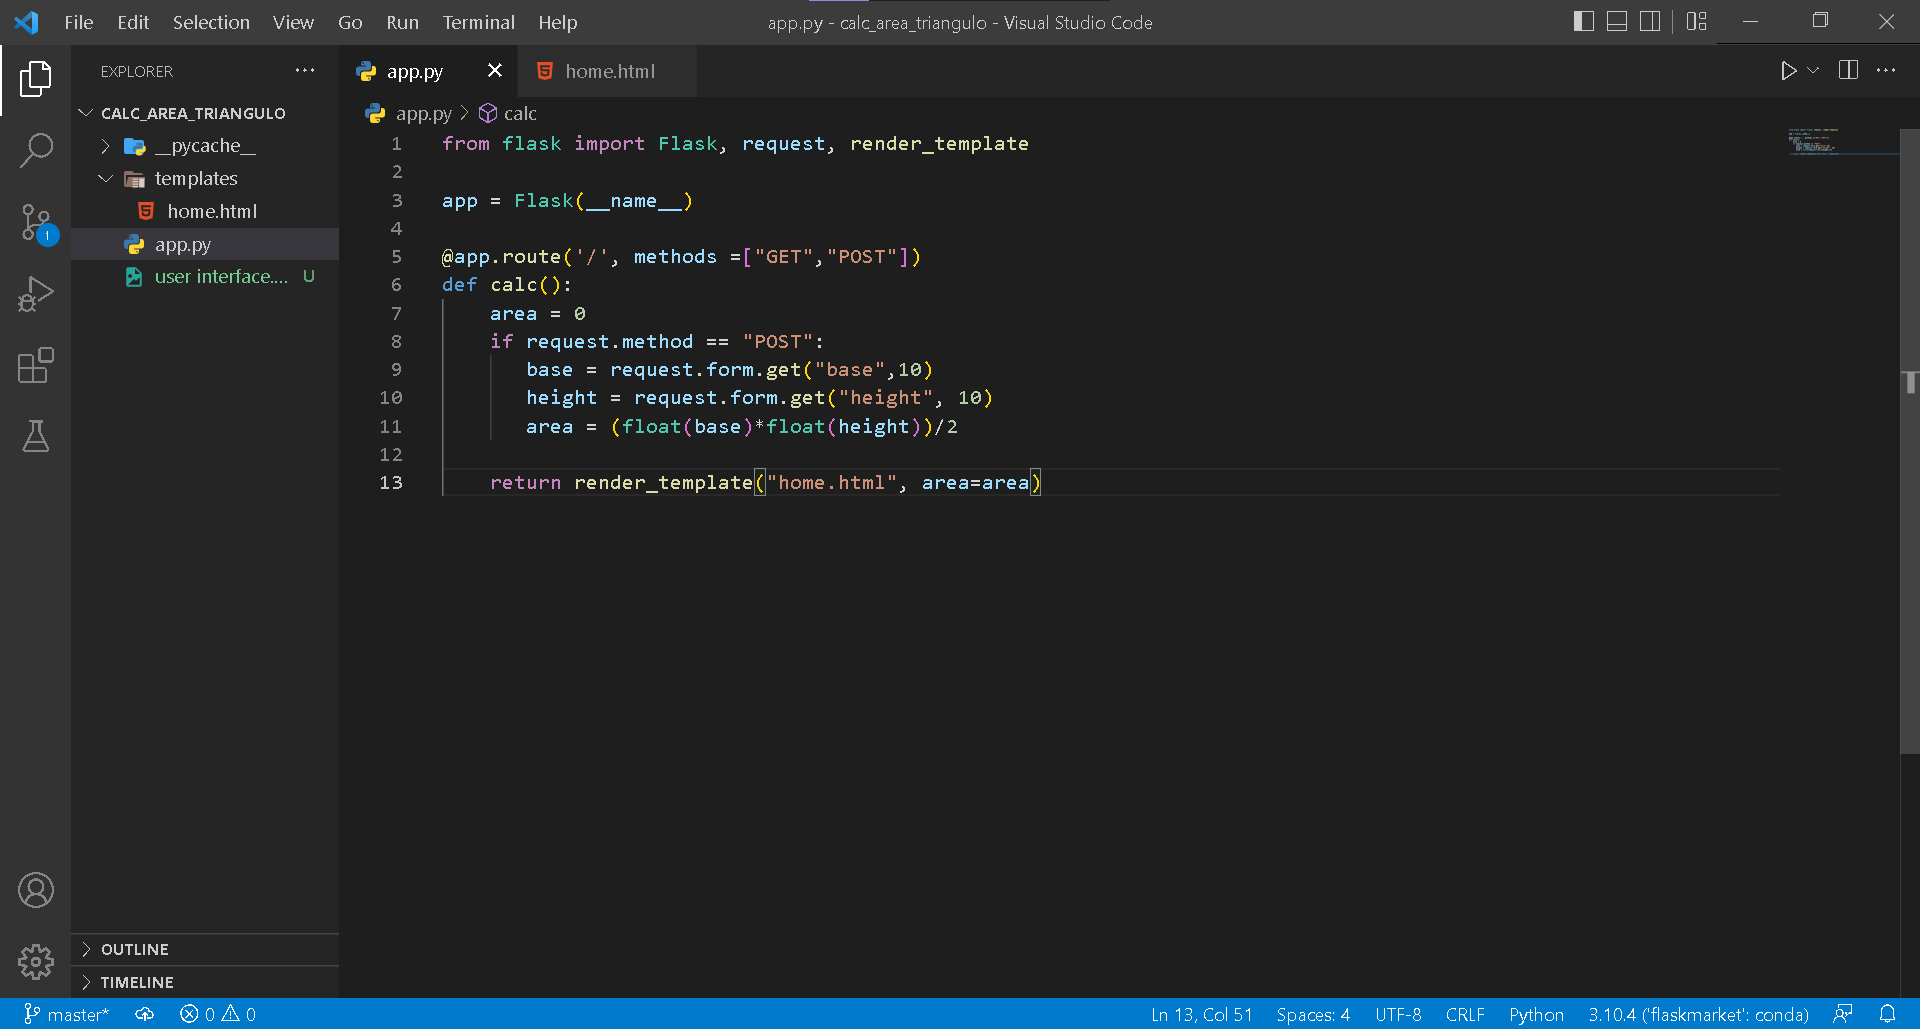 File Edit Selection View Go Run Terminal Help
app.py - calc_area_triangulo - Visual Studio Code
EXPLORER
CALC_AREA_TRIANGULO
__pycache__
templates
home.html
app.py
user interface.... U
1
app.py
home.html
app.py > calc
1 from flask import Flask, request, render_template
2
3 app = Flask(__name__)
4
5 @app.route('/', methods =["GET","POST"])
6 def calc():
7 area = 0
8 if request.method == "POST":
9 base = request.form.get("base",10)
10 height = request.form.get("height", 10)
11 area = (float(base)*float(height))/2
12
13 return render_template("home.html", area=area)
OUTLINE
TIMELINE
master* 0 0 Ln 13, Col 51 Spaces: 4 UTF-8 CRLF Python 3.10.4 ('flaskmarket': conda)